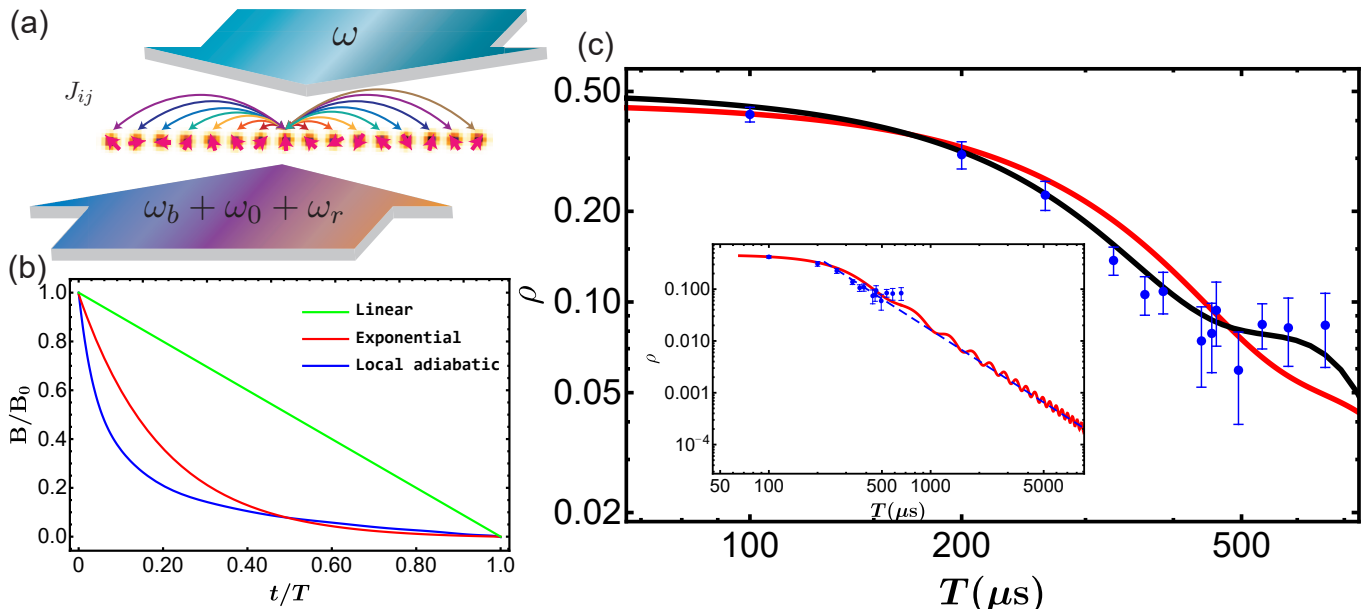 (a)
ω
J_{ij}
ω_b + ω_0 + ω_r
(b)
B/B_0
1.0
0.8
0.6
0.4
0.2
0.0
Linear
Exponential
Local adiabatic
0
0.20
0.40
0.60
0.80
1.0
t/T
(c)
ρ
0.50
0.20
0.10
0.05
0.02
100
200
500
T(μs)
ρ
0.100
0.010
0.001
10^{-4}
50
100
500
1000
5000
T(μs)